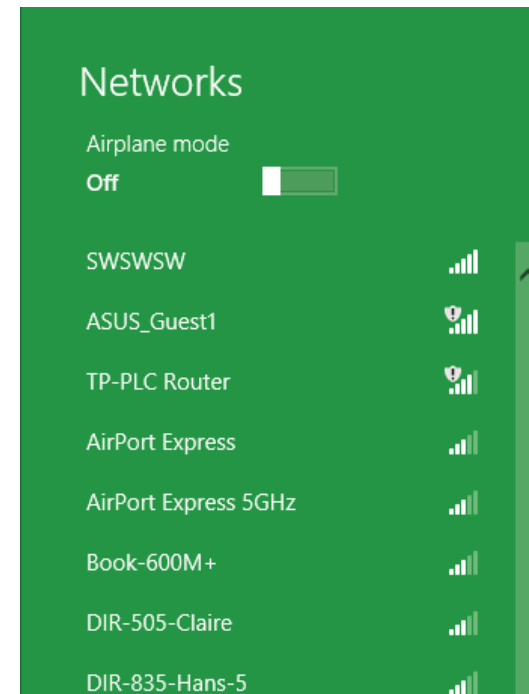 Networks
Airplane mode
Off
SWSWSW
ASUS_Guest1
TP-PLC Router
AirPort Express
AirPort Express 5GHz
Book-600M+
DIR-505-Claire
DIR-835-Hans-5